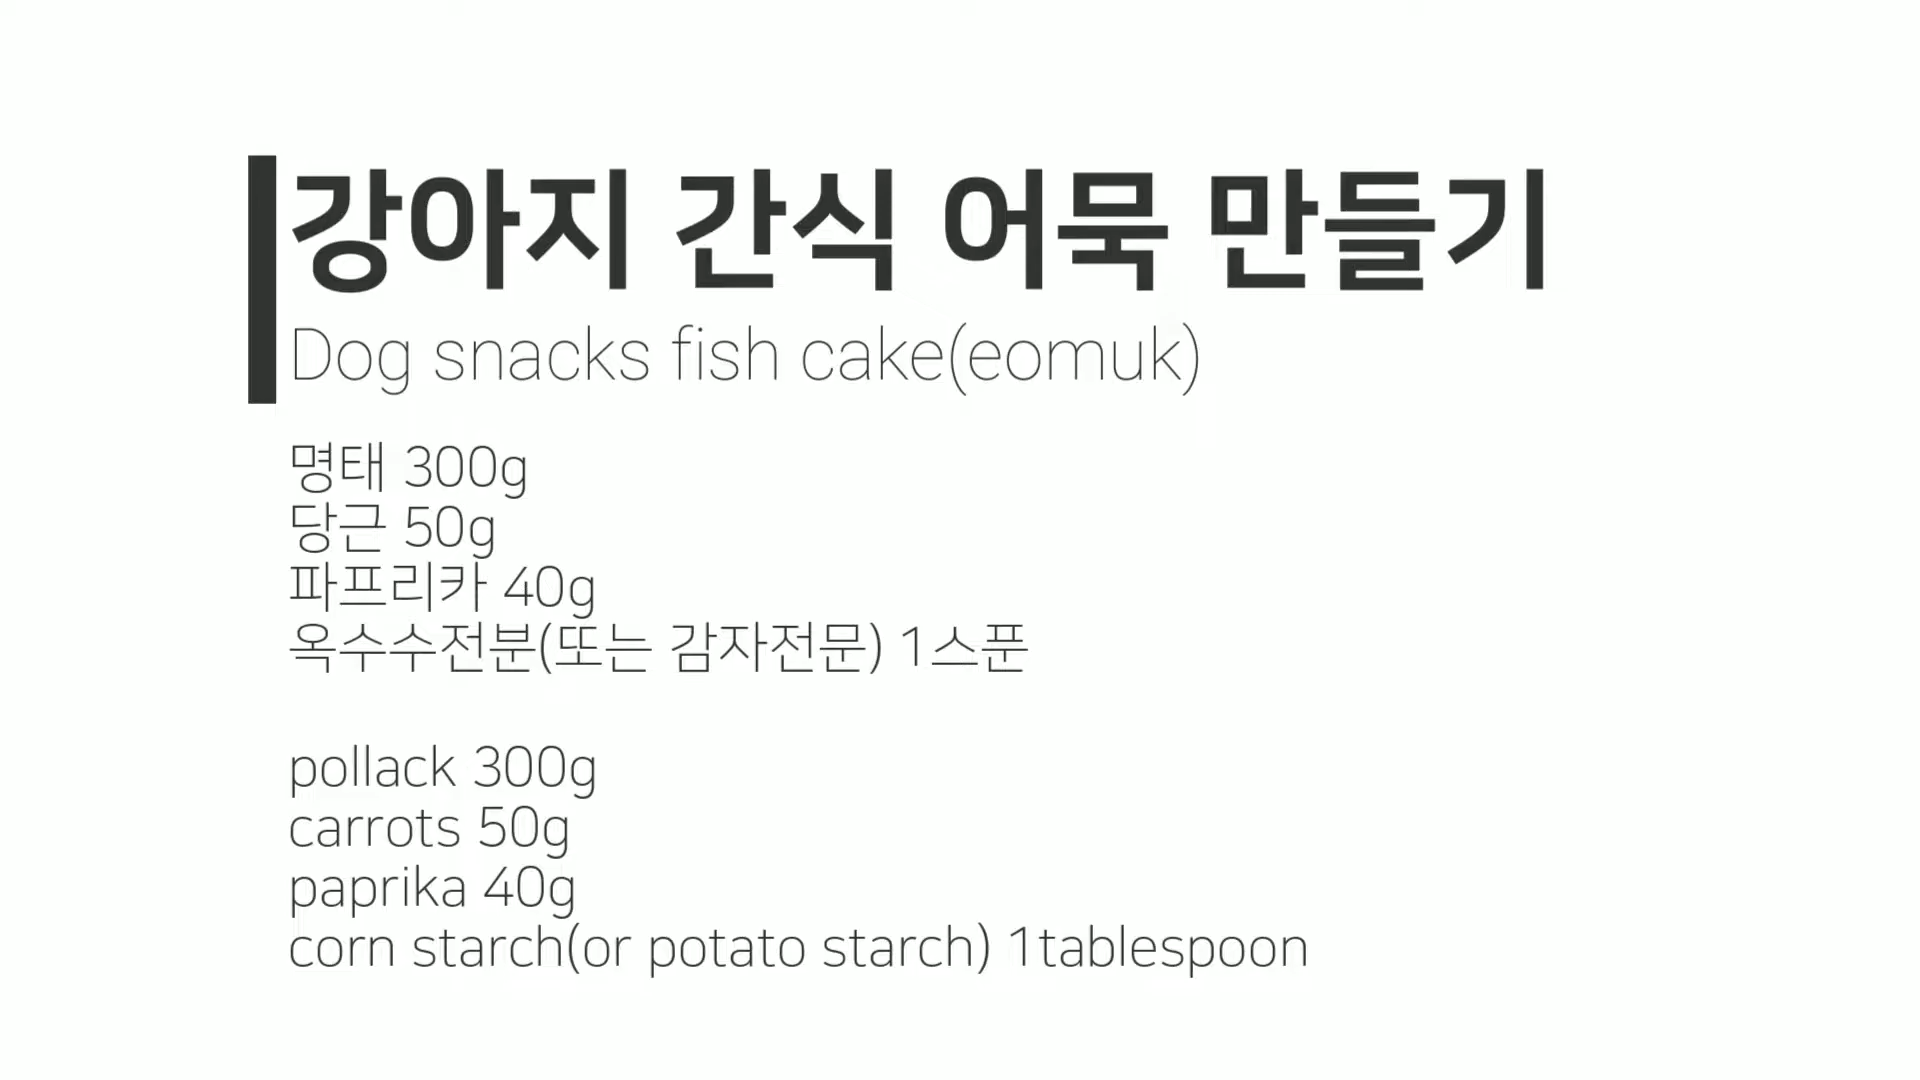 강아지 간식 어묵 만들기
Dog snacks fish cake(eomuk)
명태 300g
당근 50g
파프리카 40g
옥수수전분(또는 감자전문) 1스푼
pollack 300g
carrots 50g
paprika 40g
corn starch(or potato starch) 1tablespoon